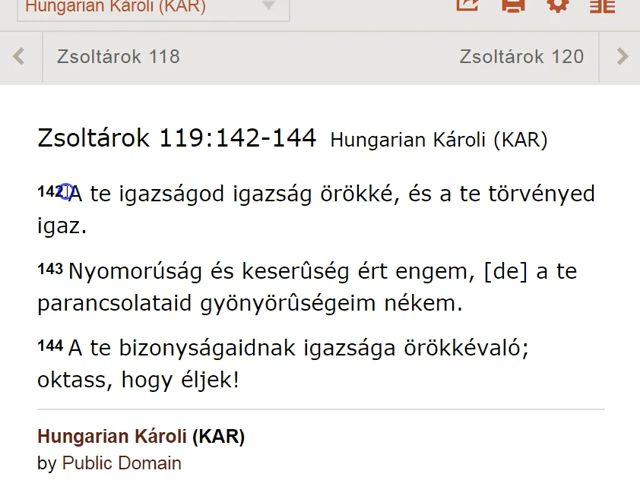 Hungarian Károli (KAR)
Zsoltárok 118 Zsoltárok 120
Zsoltárok 119:142-144 Hungarian Károli (KAR)
142 A te igazságod igazság örökké, és a te törvényed
igaz.
143 Nyomorúság és keserûség ért engem, [de] a te
parancsolataid gyönyörûségeim nékem.
144 A te bizonyságaidnak igazsága örökkévaló;
oktass, hogy éljek!
Hungarian Károli (KAR)
by Public Domain